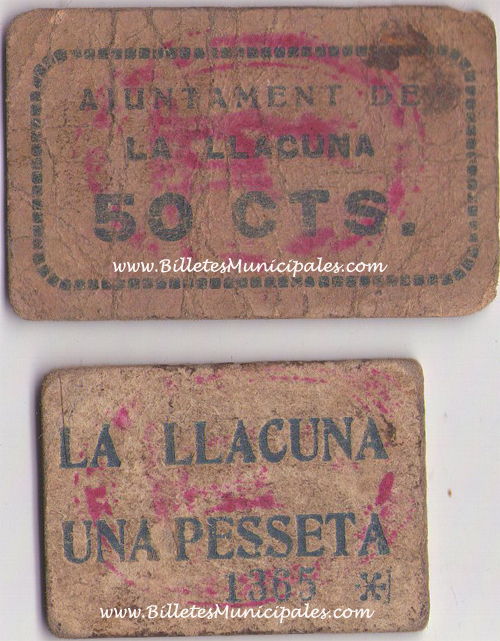 AJUNTAMENT DE
LA LLACUNA
50 CTS.
www.BilletesMunicipales.com
LA LLACUNA
UNA PESSETA
1365 *
www.BilletesMunicipales.com